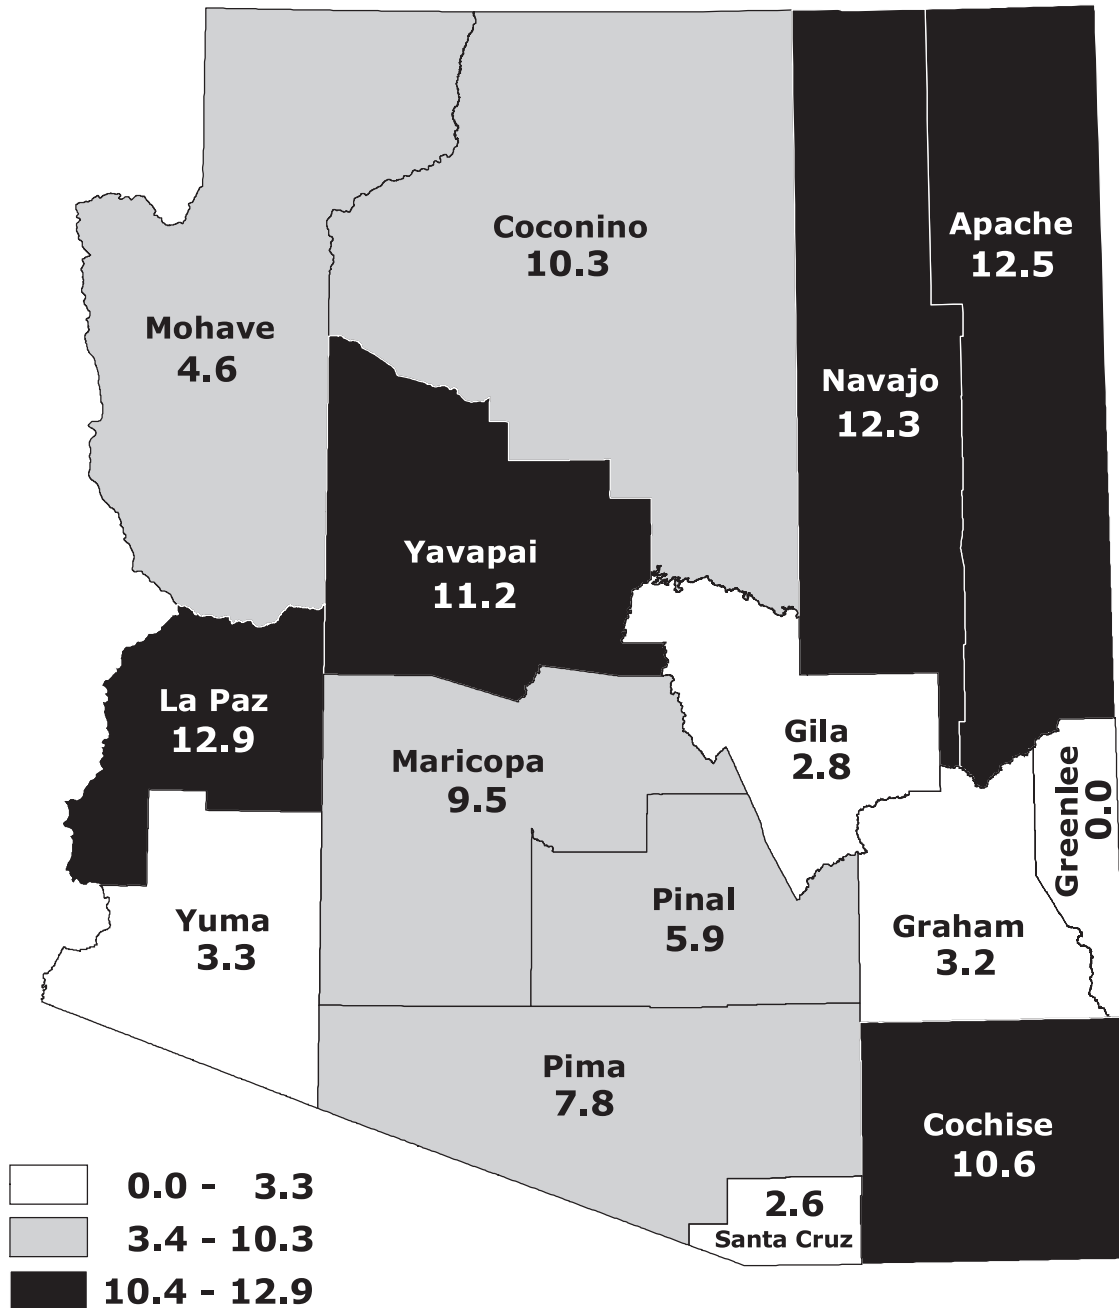 Coconino
10.3
Apache
12.5
Mohave
4.6
Navajo
12.3
Yavapai
11.2
La Paz
12.9
Maricopa
9.5
Gila
2.8
Greenlee
0.0
Yuma
3.3
Pinal
5.9
Graham
3.2
Pima
7.8
Cochise
10.6
2.6
Santa Cruz
0.0 - 3.3
3.4 - 10.3
10.4 - 12.9